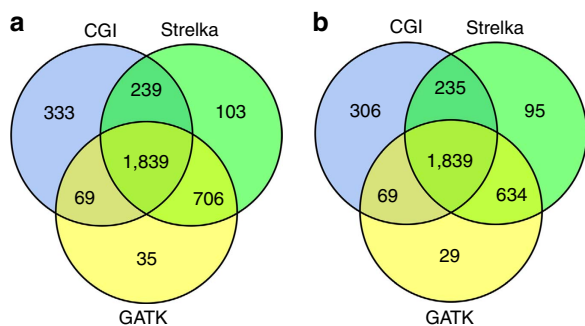 a
CGI Strelka
333 239 103
1,839
69 706
35
GATK
b
CGI Strelka
306 235 95
1,839
69 634
29
GATK